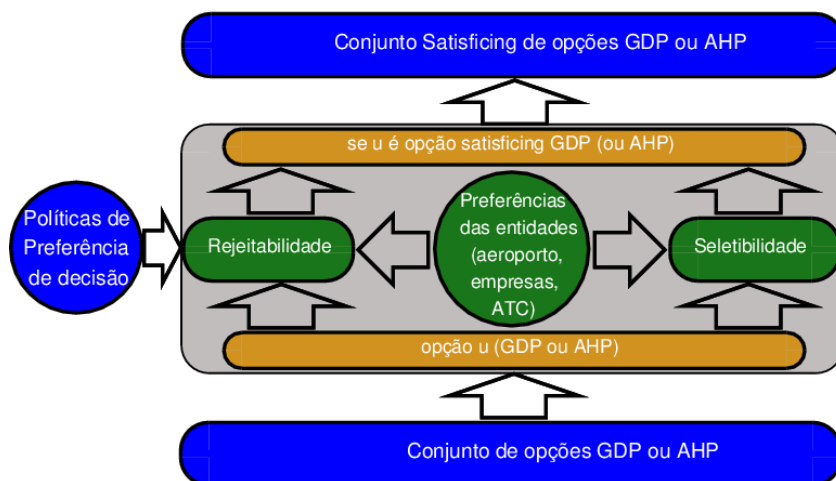 Conjunto Satisficing de opções GDP ou AHP
se u é opção satisficing GDP (ou AHP)
Políticas de
Preferência
de decisão
Rejeitabilidade
Preferências
das entidades
(aeroporto,
empresas,
ATC)
Seletibilidade
opção u (GDP ou AHP)
Conjunto de opções GDP ou AHP